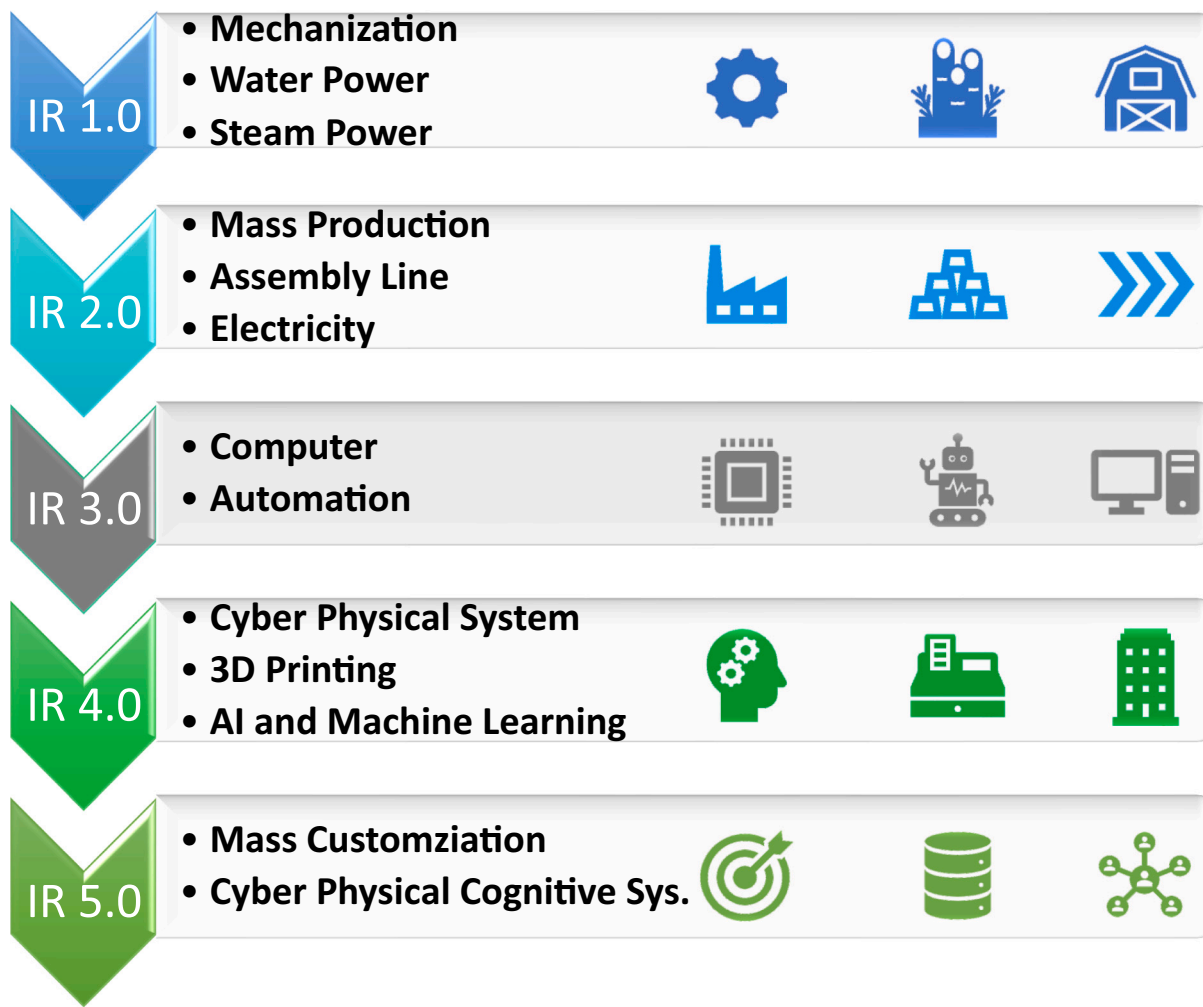 IR 1.0
• Mechanization
• Water Power
• Steam Power
IR 2.0
• Mass Production
• Assembly Line
• Electricity
IR 3.0
• Computer
• Automation
IR 4.0
• Cyber Physical System
• 3D Printing
• AI and Machine Learning
IR 5.0
• Mass Customziation
• Cyber Physical Cognitive Sys.